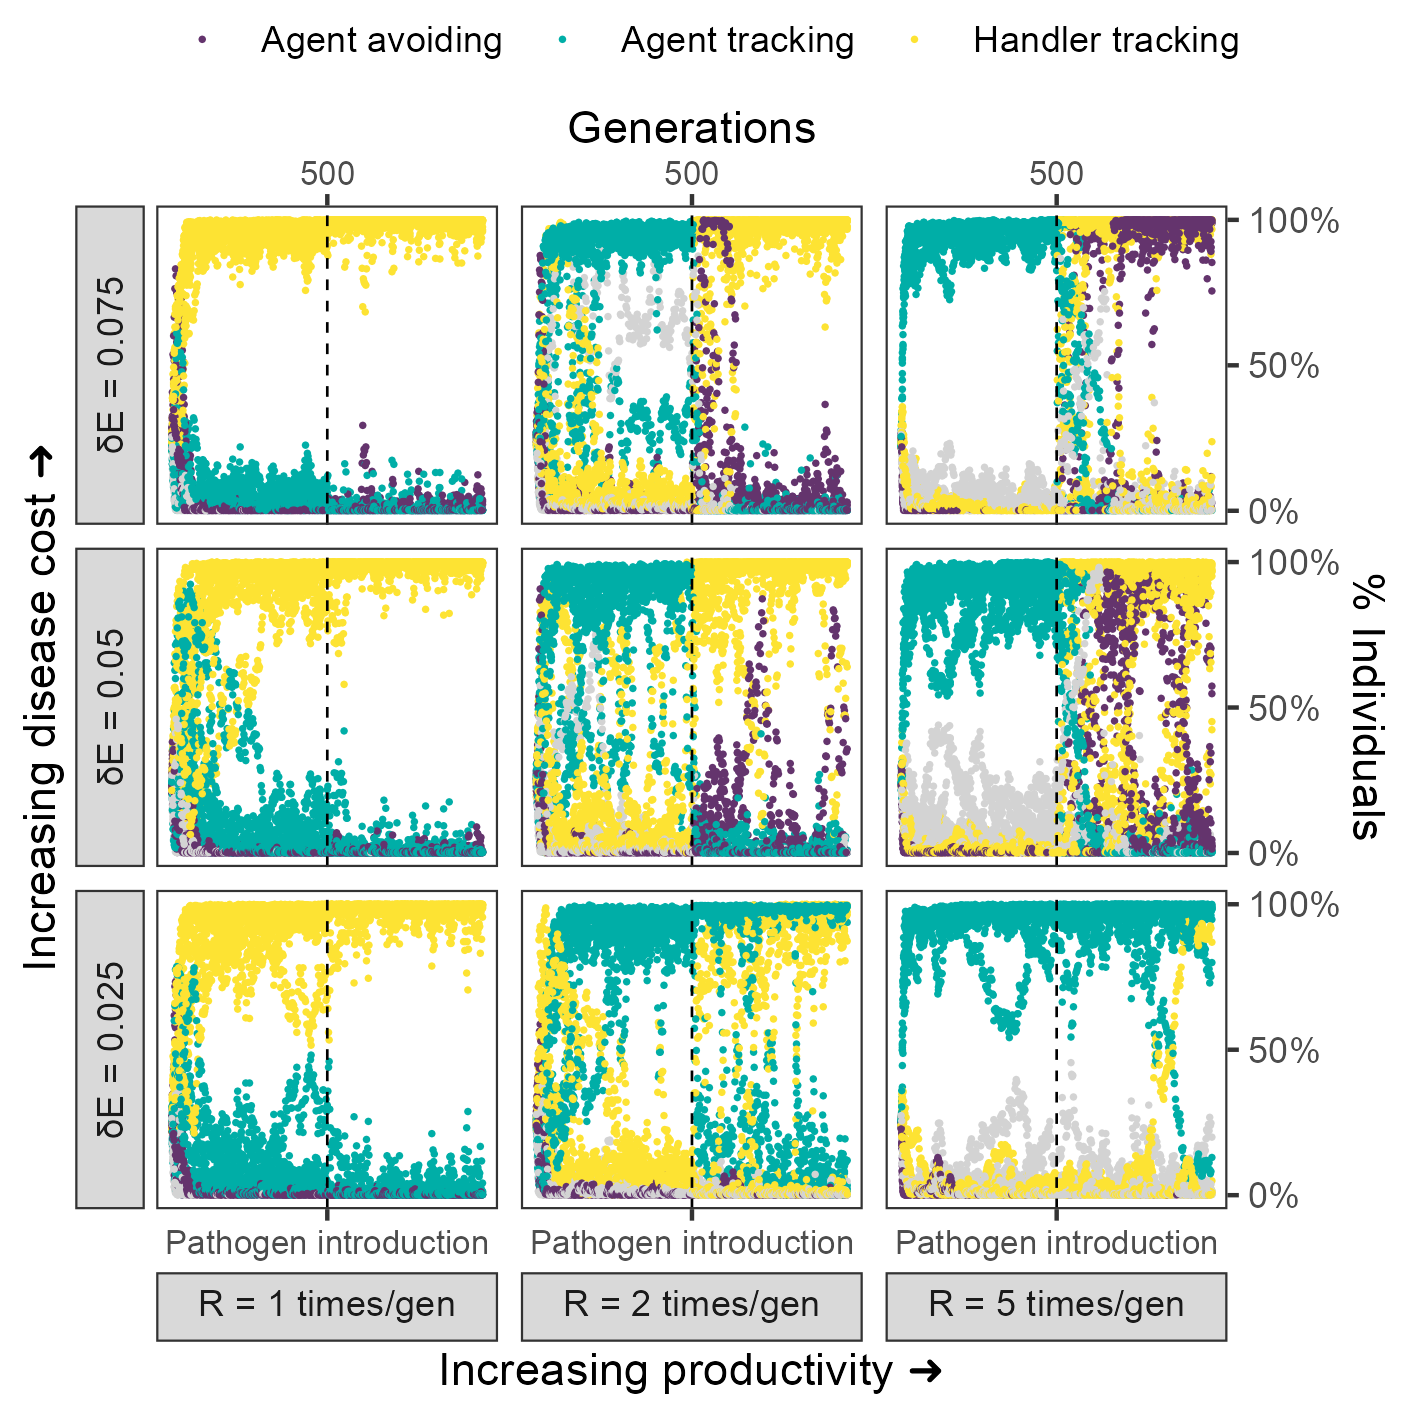 Agent avoiding
Agent tracking
Handler tracking
Generations
500
500
500
δE = 0.075
100%
50%
0%
δE = 0.05
100%
50%
0%
δE = 0.025
100%
50%
0%
Increasing disease cost ➔
% Individuals
Pathogen introduction
Pathogen introduction
Pathogen introduction
R = 1 times/gen
R = 2 times/gen
R = 5 times/gen
Increasing productivity ➔